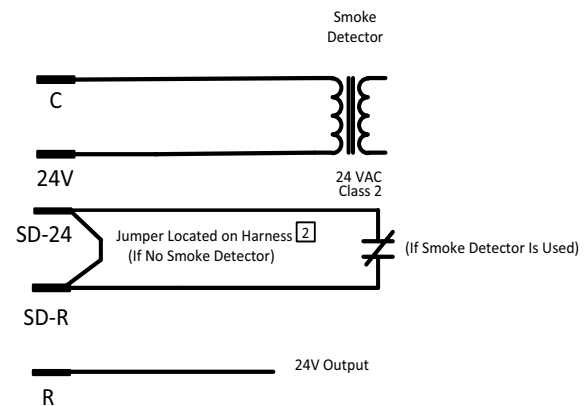 Smoke
Detector
C
24V
24 VAC
Class 2
SD-24
Jumper Located on Harness 2
(If No Smoke Detector)
(If Smoke Detector Is Used)
SD-R
24V Output
R